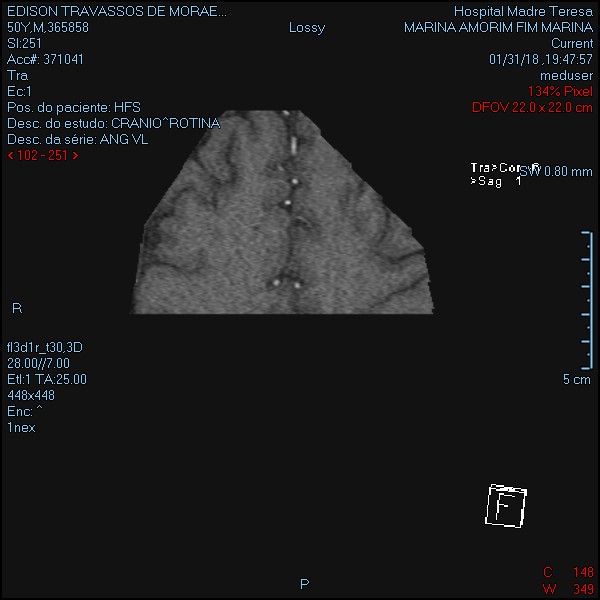 EDISON TRAVASSOS DE MORAE...
50Y,M,365858
Sl:251
Acc#: 371041
Tra
Ec:1
Pos. do paciente: HFS
Desc. do estudo: CRANIO^ROTINA
Desc. da série: ANG VL
< 102 - 251 >
Lossy
Hospital Madre Teresa
MARINA AMORIM FIM MARINA
Current
01/31/18 ,19:47:57
meduser
134% Pixel
DFOV 22.0 x 22.0 cm
Tra>Cor
SW 0.80 mm
>Sag 1
R
fl3d1r_t30,3D
28.00//7.00
Etl:1 TA:25.00
448x448
Enc: ^
1nex
5 cm
F
P
C 148
W 349